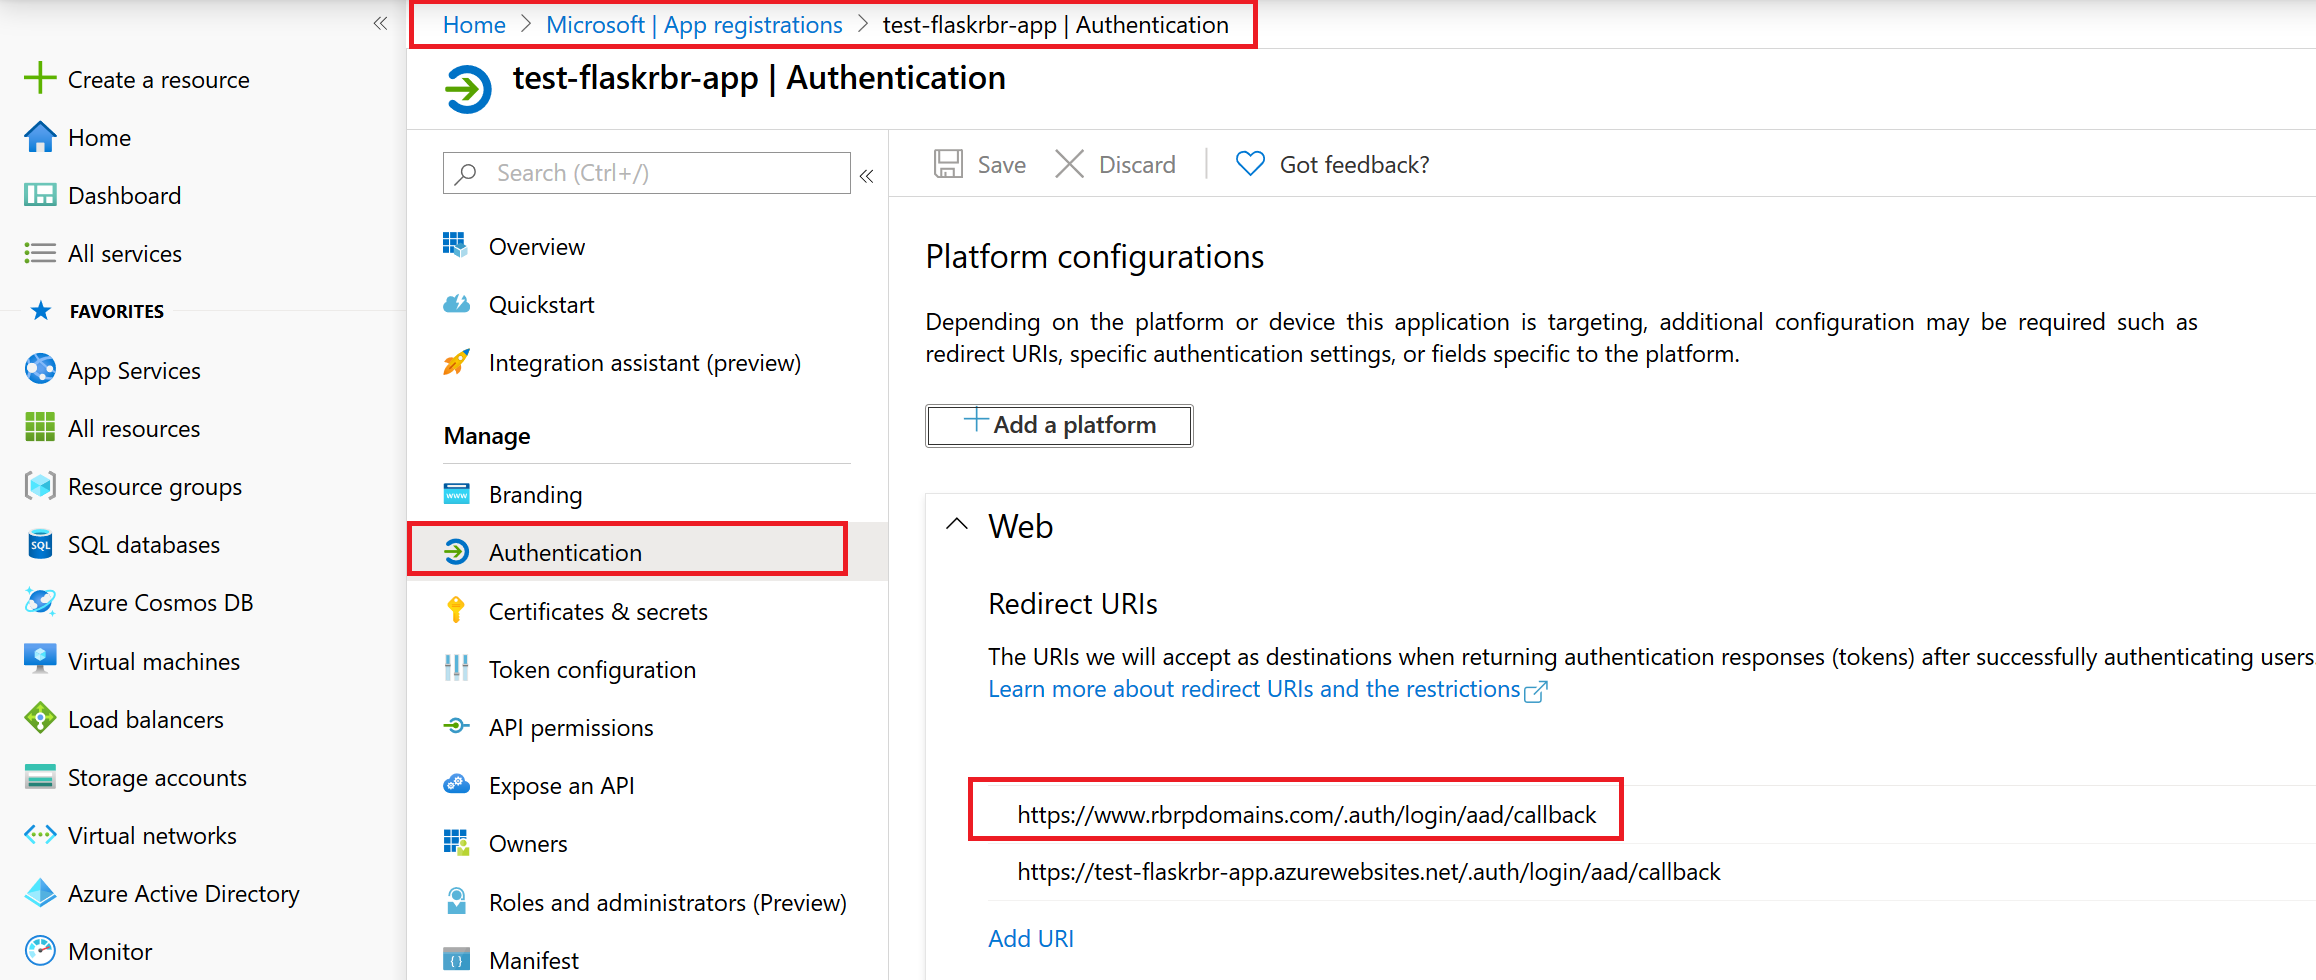 Home > Microsoft | App registrations > test-flaskrbr-app | Authentication
test-flaskrbr-app | Authentication
Create a resource
Home
Dashboard
All services
FAVORITES
App Services
All resources
Resource groups
SQL databases
Azure Cosmos DB
Virtual machines
Load balancers
Storage accounts
Virtual networks
Azure Active Directory
Monitor
Search (Ctrl+/)
Overview
Quickstart
Integration assistant (preview)
Manage
Branding
Authentication
Certificates & secrets
Token configuration
API permissions
Expose an API
Owners
Roles and administrators (Preview)
Manifest
Save
Discard
Got feedback?
Platform configurations
Depending on the platform or device this application is targeting, additional configuration may be required such as
redirect URIs, specific authentication settings, or fields specific to the platform.
Add a platform
Web
Redirect URIs
The URIs we will accept as destinations when returning authentication responses (tokens) after successfully authenticating users.
Learn more about redirect URIs and the restrictions
https://www.rbrpdomains.com/.auth/login/aad/callback
https://test-flaskrbr-app.azurewebsites.net/.auth/login/aad/callback
Add URI